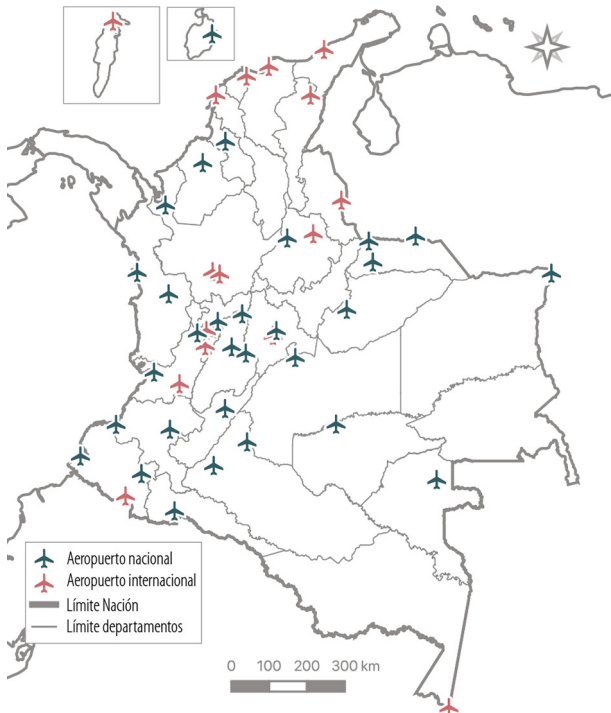 Aeropuerto nacional
Aeropuerto internacional
Límite Nación
Límite departamentos
0 100 200 300 km